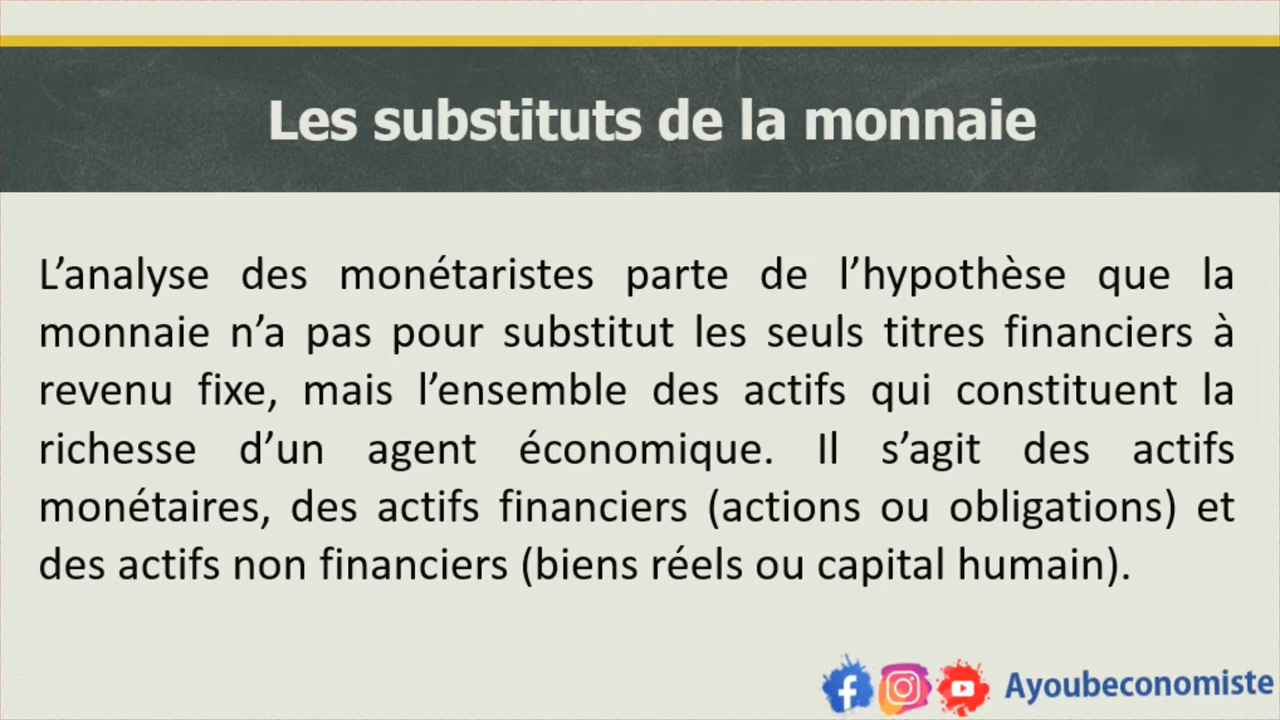 Les substituts de la monnaie
L’analyse des monétaristes parte de l’hypothèse que la
monnaie n’a pas pour substitut les seuls titres financiers à
revenu fixe, mais l’ensemble des actifs qui constituent la
richesse d’un agent économique. Il s’agit des actifs
monétaires, des actifs financiers (actions ou obligations) et
des actifs non financiers (biens réels ou capital humain).
Ayoubeconomiste